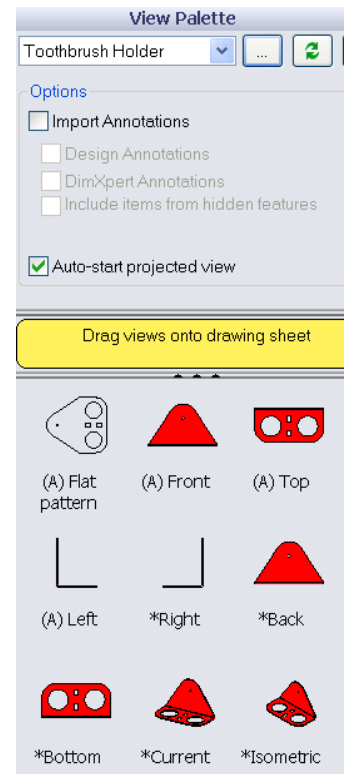 View Palette
Toothbrush Holder
...
Options
Import Annotations
Design Annotations
DimXpert Annotations
Include items from hidden features
Auto-start projected view
Drag views onto drawing sheet
(A) Flat pattern
(A) Front
(A) Top
(A) Left
*Right
*Back
*Bottom
*Current
*Isometric